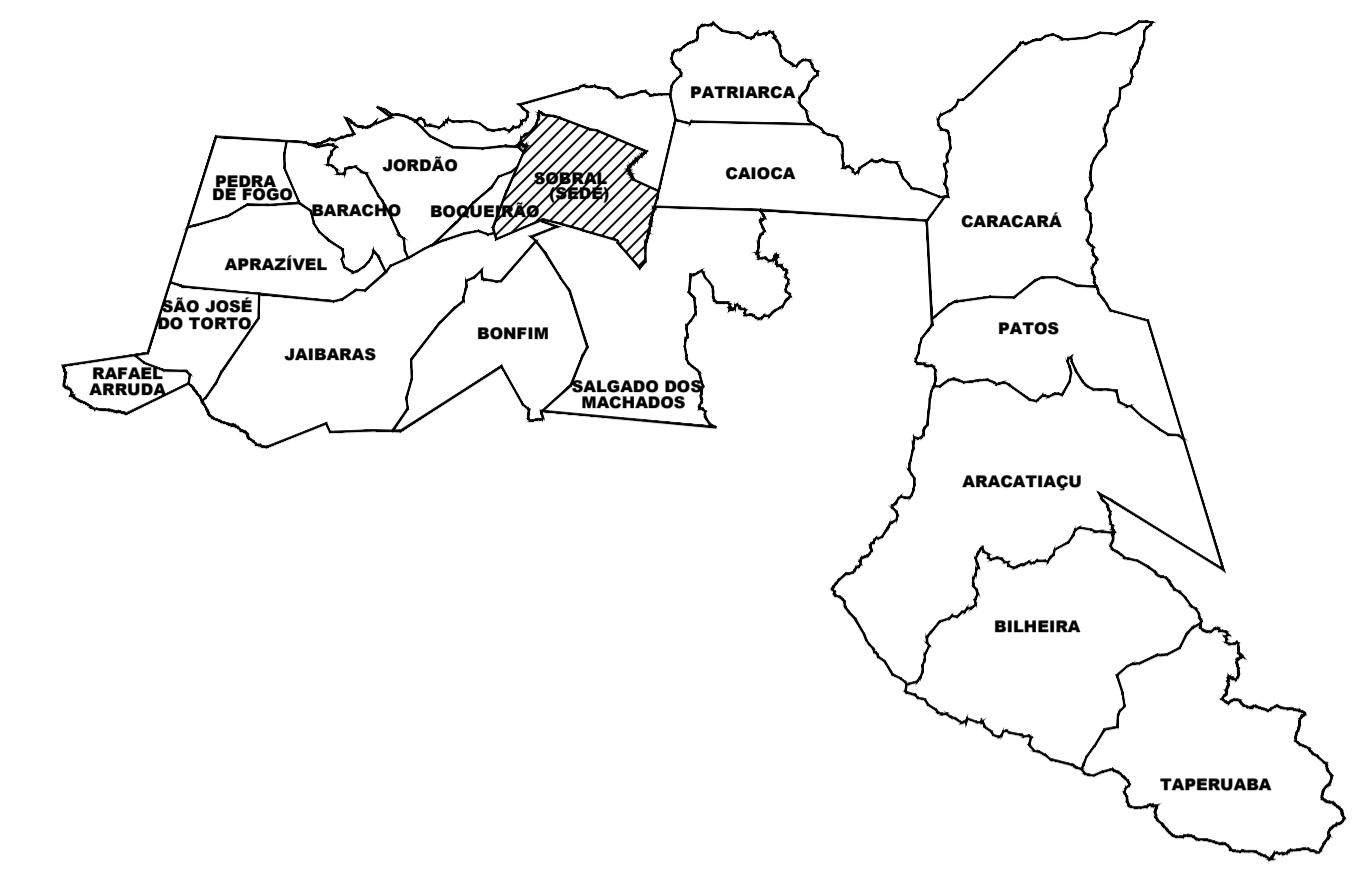 PATRIARCA
JORDÃO
CAIOCA
SOBRAL
(SEDE)
PEDRA
DE FOGO
BARACHO
BOQUEIRÃO
CARACARÁ
APRAZÍVEL
SÃO JOSÉ
DO TORTO
PATOS
BONFIM
JAIBARAS
RAFAEL
ARRUDA
SALGADO DOS
MACHADOS
ARACATIAÇU
BILHEIRA
TAPERUABA